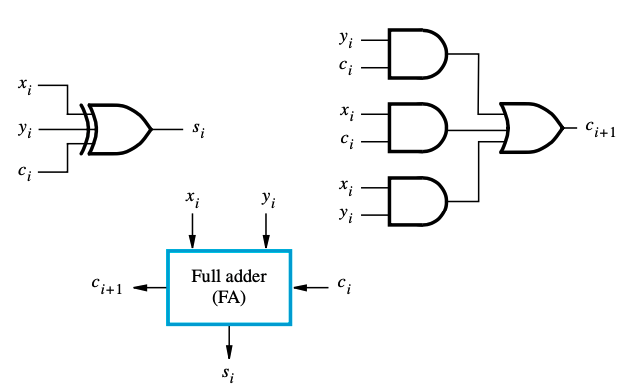 x_i
y_i
c_i
s_i
y_i
c_i
x_i
c_i
x_i
y_i
c_{i+1}
x_i y_i
c_{i+1} Full adder c_i
(FA)
s_i